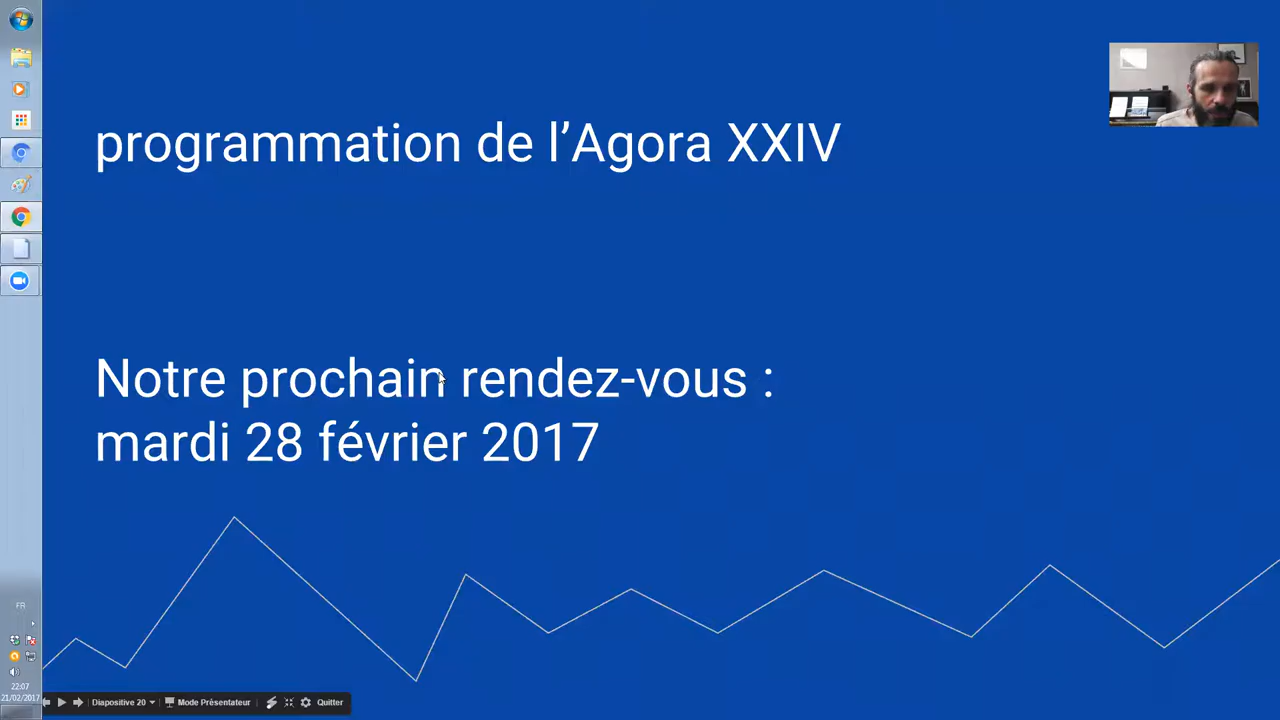 programmation de l’Agora XXIV
Notre prochain rendez-vous :
mardi 28 février 2017
FR
22:07
21/02/2017
Diapositive 20
Mode Présentateur
Quitter